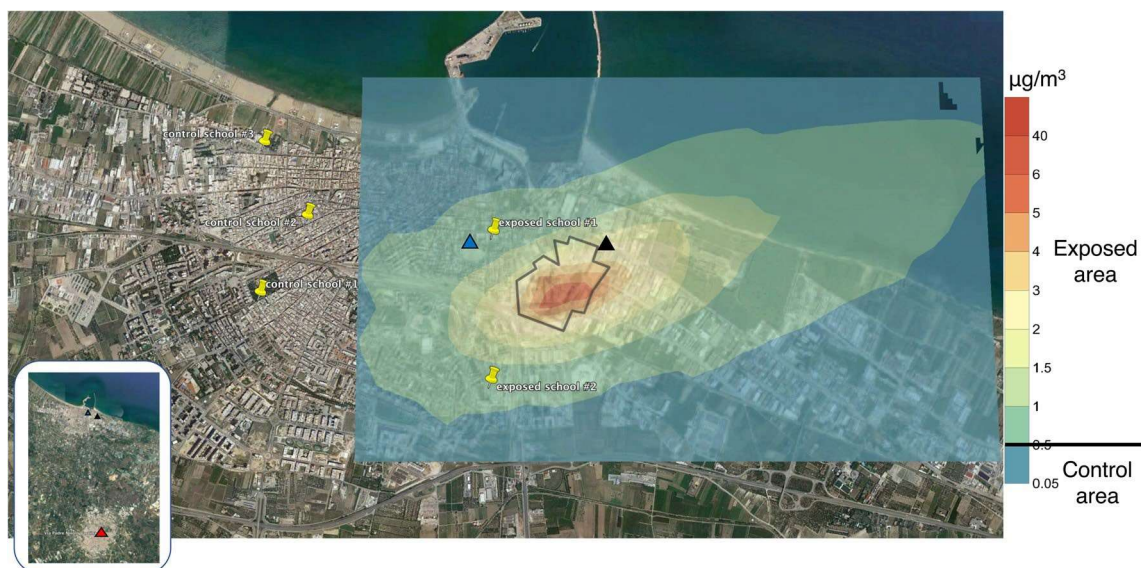 µg/m³
control school #3
40
6
control school #2
exposed school #1
5
4
Exposed
area
3
control school #1
2
1.5
exposed school #2
1
0.5
Control
area
0.05